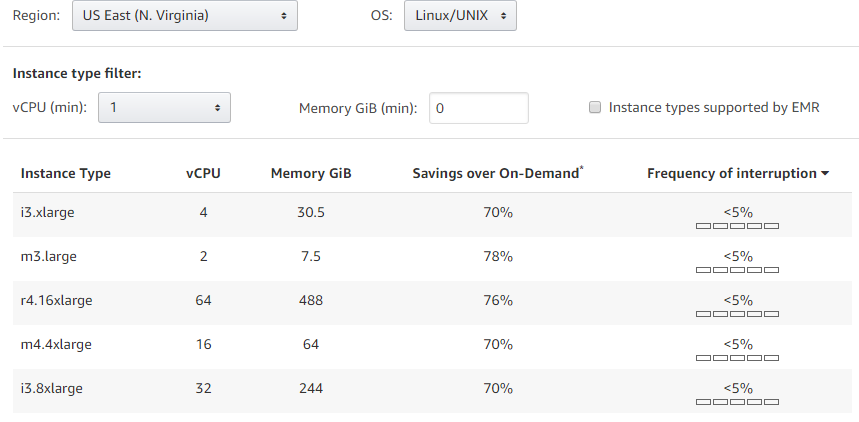 Region: US East (N. Virginia) OS: Linux/UNIX
Instance type filter:
vCPU (min): 1 Memory GiB (min): 0 Instance types supported by EMR
Instance Type vCPU Memory GiB Savings over On-Demand* Frequency of interruption
i3.xlarge 4 30.5 70% <5%
m3.large 2 7.5 78% <5%
r4.16xlarge 64 488 76% <5%
m4.4xlarge 16 64 70% <5%
i3.8xlarge 32 244 70% <5%